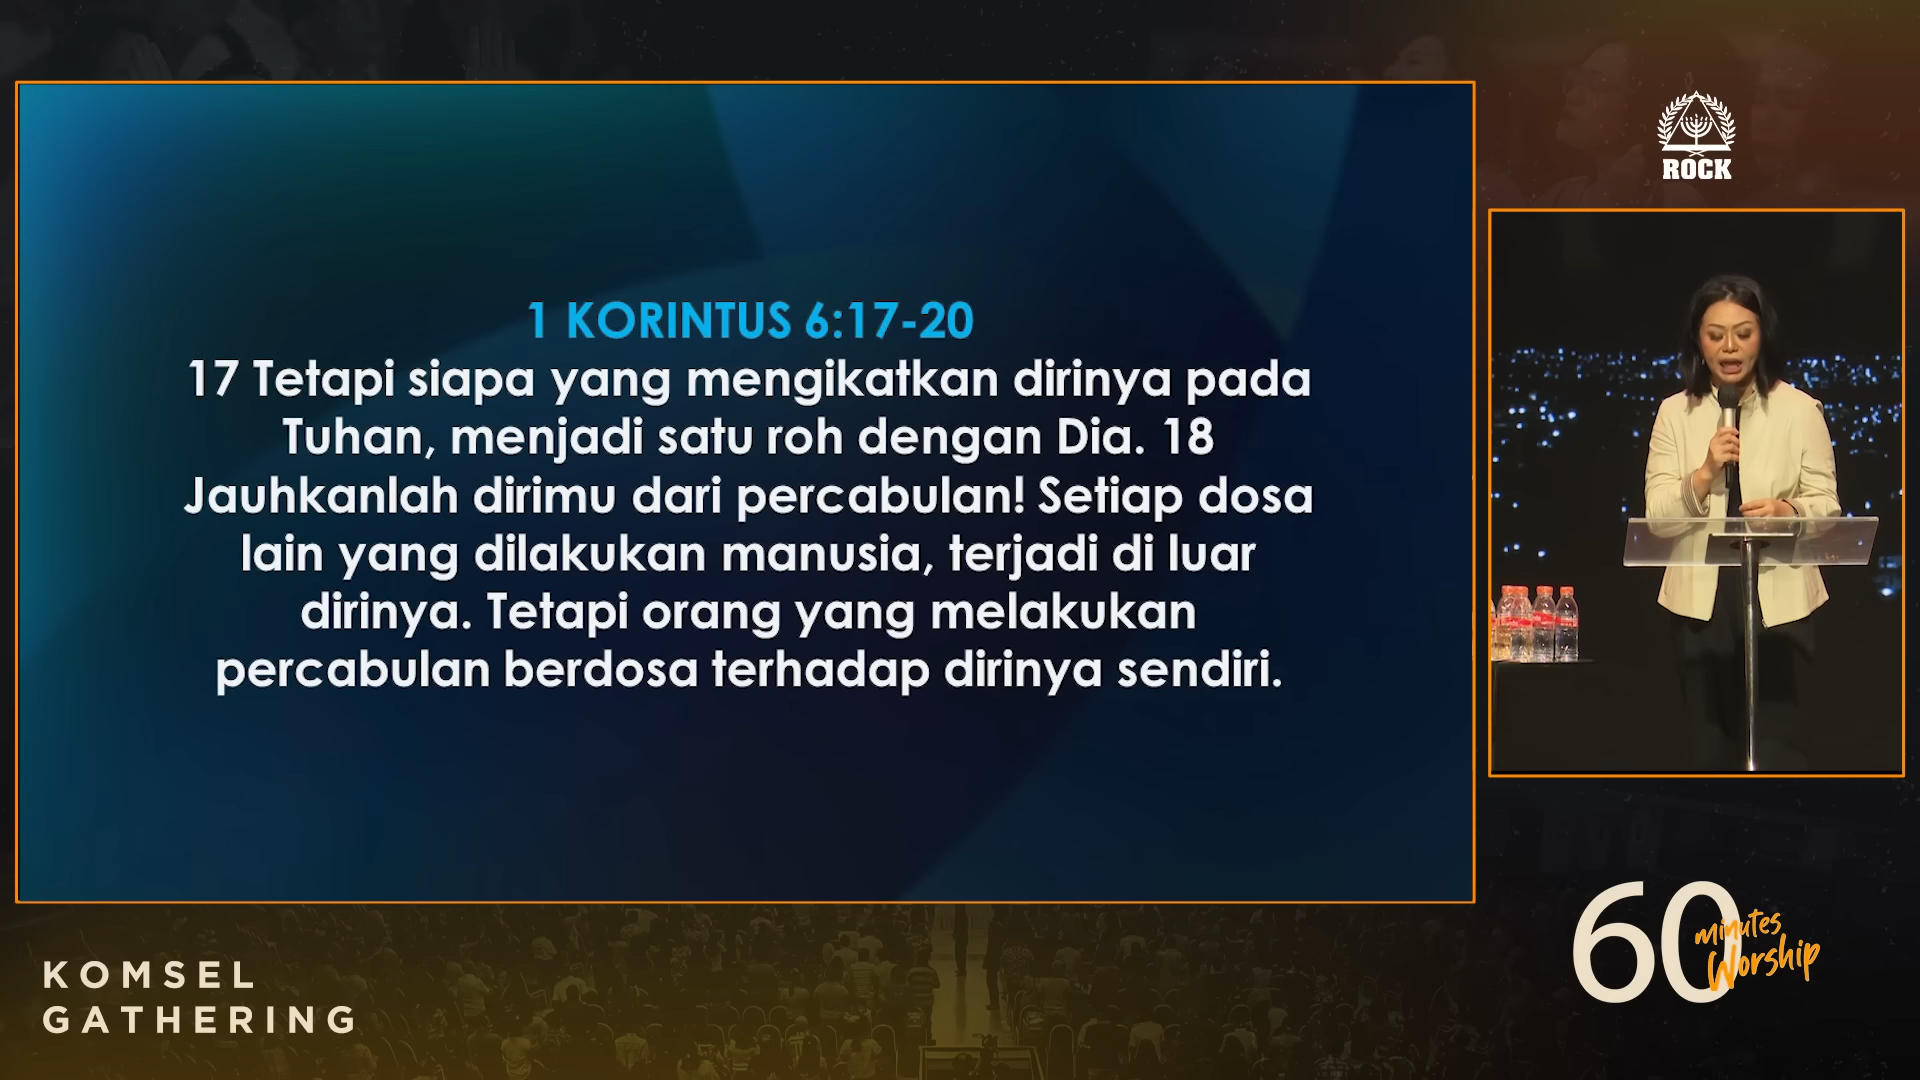 1 KORINTUS 6:17-20
17 Tetapi siapa yang mengikatkan dirinya pada
Tuhan, menjadi satu roh dengan Dia. 18
Jauhkanlah dirimu dari percabulan! Setiap dosa
lain yang dilakukan manusia, terjadi di luar
dirinya. Tetapi orang yang melakukan
percabulan berdosa terhadap dirinya sendiri.
ROCK
KOMSEL
GATHERING
60
minutes
Worship